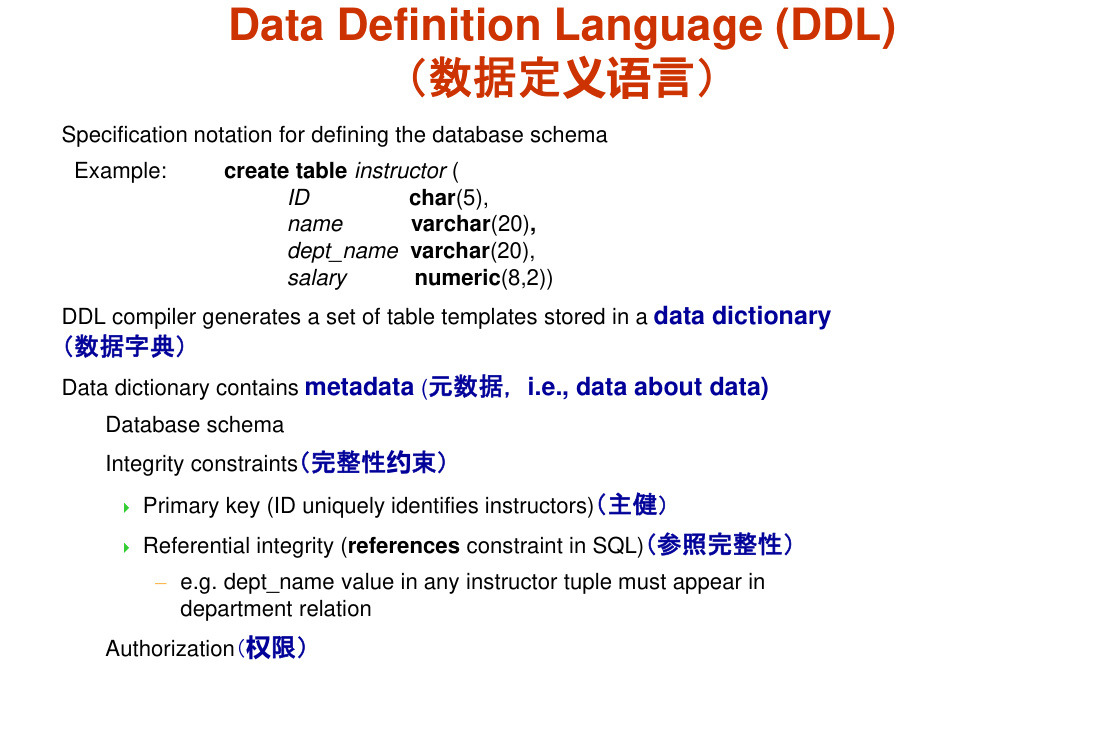 Data Definition Language (DDL)
（数据定义语言）
Specification notation for defining the database schema
Example: create table instructor (
ID char(5),
name varchar(20),
dept_name varchar(20),
salary numeric(8,2))
DDL compiler generates a set of table templates stored in a data dictionary
（数据字典）
Data dictionary contains metadata (元数据，i.e., data about data)
Database schema
Integrity constraints（完整性约束）
Primary key (ID uniquely identifies instructors)（主健）
Referential integrity (references constraint in SQL)（参照完整性）
– e.g. dept_name value in any instructor tuple must appear in
department relation
Authorization（权限）